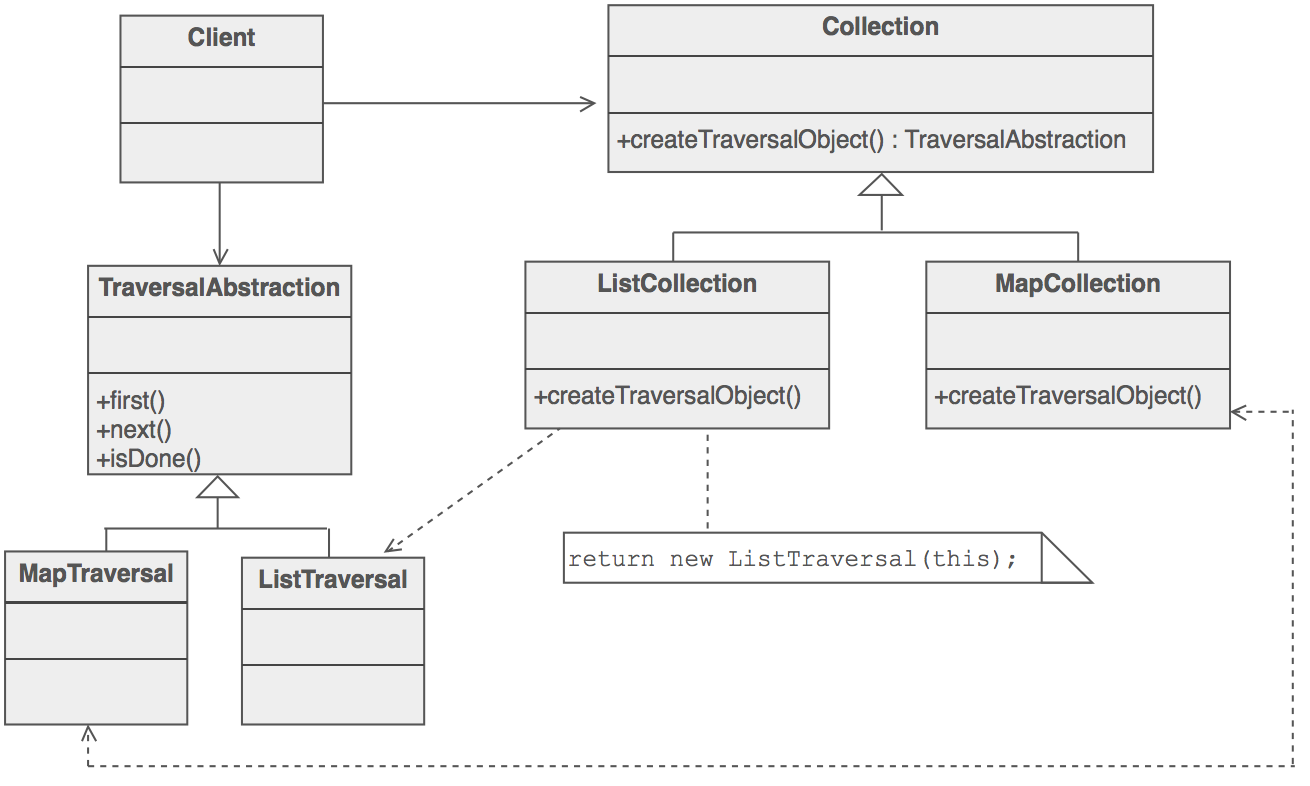 Client
Collection
+createTraversalObject() : TraversalAbstraction
TraversalAbstraction
+first()
+next()
+isDone()
ListCollection
+createTraversalObject()
MapCollection
+createTraversalObject()
return new ListTraversal(this);
MapTraversal
ListTraversal